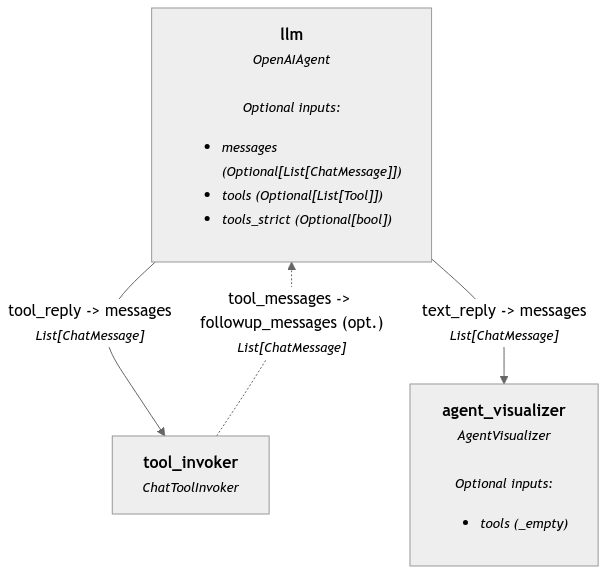 llm
OpenAIAgent
Optional inputs:
• messages
(Optional[List[ChatMessage]])
• tools (Optional[List[Tool]])
• tools_strict (Optional[bool])
tool_reply -> messages
List[ChatMessage]
tool_messages ->
followup_messages (opt.)
List[ChatMessage]
text_reply -> messages
List[ChatMessage]
tool_invoker
ChatToolInvoker
agent_visualizer
AgentVisualizer
Optional inputs:
• tools (_empty)